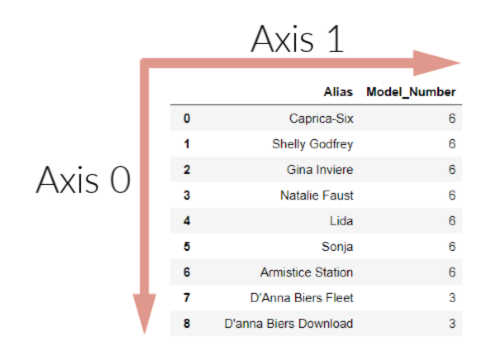 Axis 1
Alias Model_Number
0 Caprica-Six 6
1 Shelly Godfrey 6
2 Gina Inviere 6
Axis 0
3 Natalie Faust 6
4 Lida 6
5 Sonja 6
6 Armistice Station 6
7 D'Anna Biers Fleet 3
8 D'anna Biers Download 3